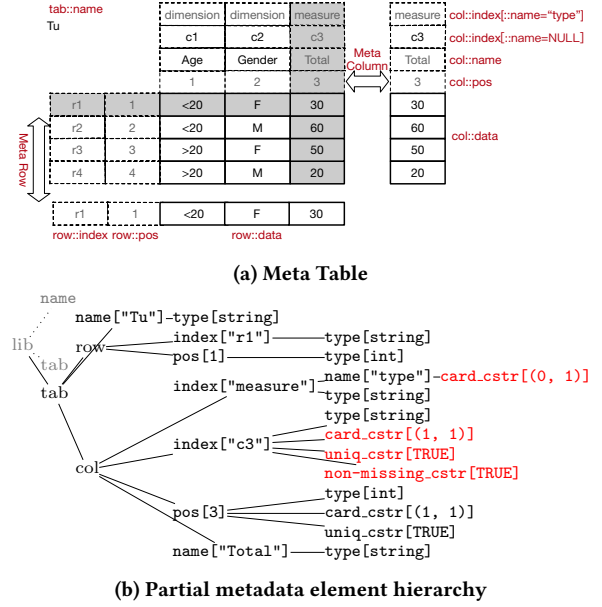 tab::name
Tu
dimension dimension measure measure col::index[::name="type"]
c1 c2 c3 c3 col::index[::name=NULL]
Age Gender Total Meta Column Total col::name
1 2 3 3 col::pos
r1 1 <20 F 30 30
r2 2 <20 M 60 60 col::data
r3 3 >20 F 50 50
r4 4 >20 M 20 20
Meta Row
r1 1 <20 F 30
row::index row::pos row::data
(a) Meta Table
name
name["Tu"] type[string]
lib row index["r1"] type[string]
tab pos[1] type[int]
tab index["measure"] name["type"] card_cstr[(0, 1)]
type[string]
type[string]
index["c3"] card_cstr[(1, 1)]
uniq_cstr[TRUE]
col non-missing_cstr[TRUE]
type[int]
pos[3] card_cstr[(1, 1)]
uniq_cstr[TRUE]
name["Total"] type[string]
(b) Partial metadata element hierarchy